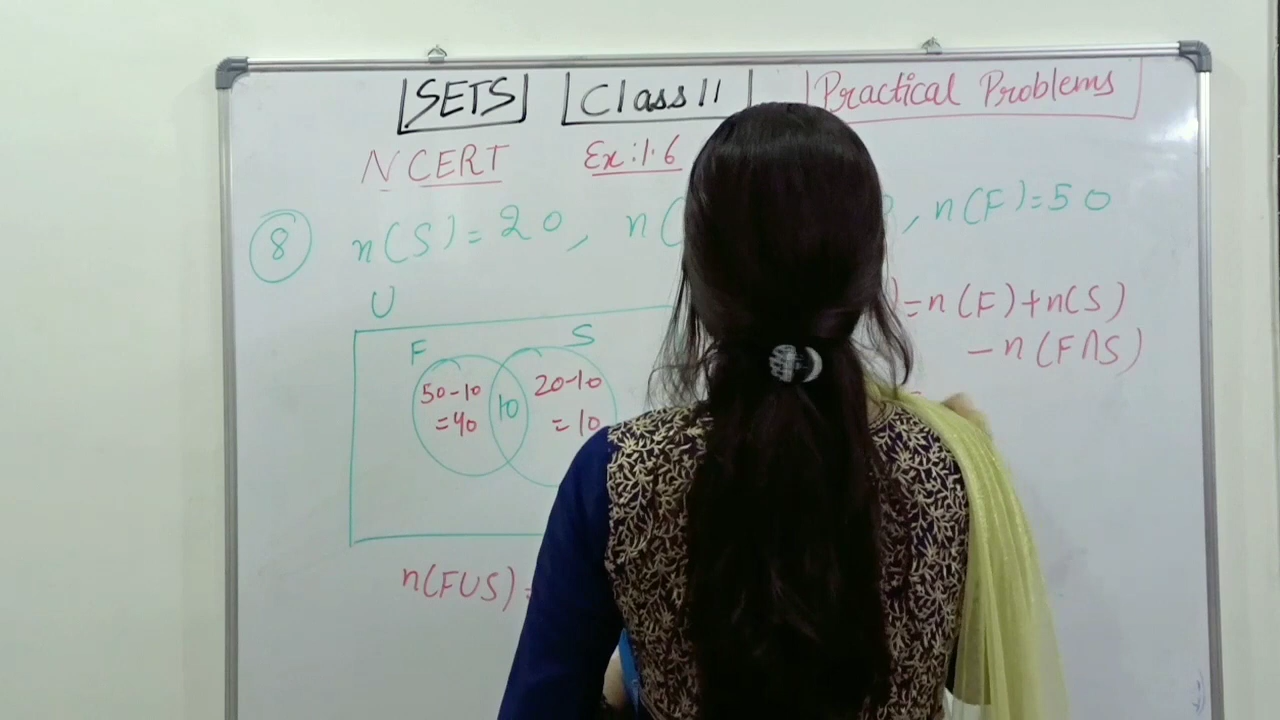 SETS Class 11 Practical Problems
NCERT Ex:1.6
8 n(S)=20, n( , n(F)=50
U
) = n(F)+n(S)
- n(F∩S)
F S
50-10 10 20-10
=40 =10
n(F∪S) =